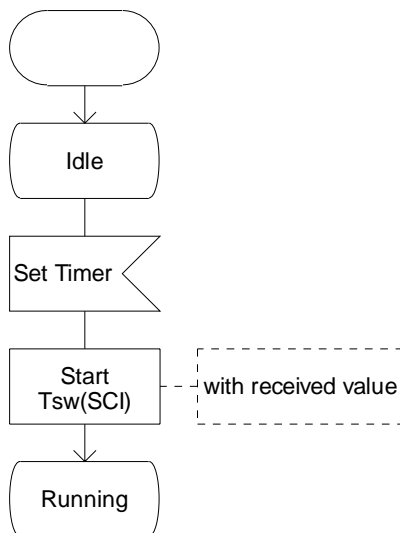 Idle
Set Timer
Start
Tsw(SCI)
with received value
Running